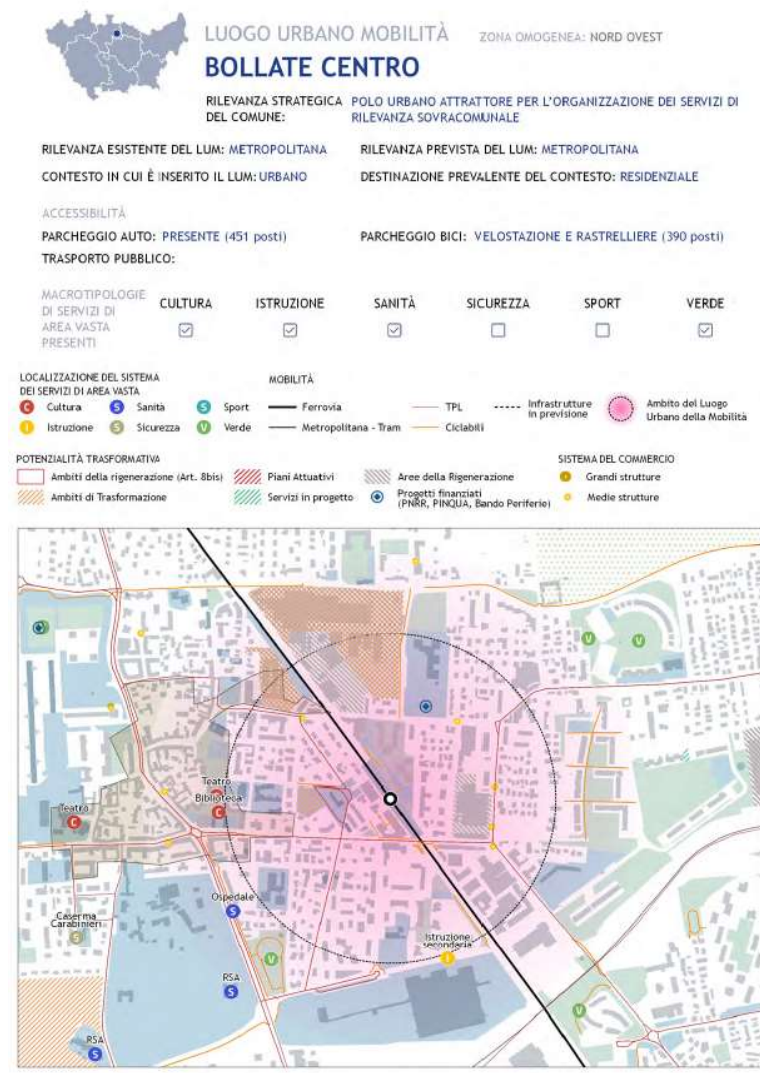 LUOGO URBANO MOBILITÀ ZONA OMOGENEA: NORD OVEST
BOLLATE CENTRO
RILEVANZA STRATEGICA DEL COMUNE: POLO URBANO ATTRATTORE PER L'ORGANIZZAZIONE DEI SERVIZI DI RILEVANZA SOVRACOMUNALE
RILEVANZA ESISTENTE DEL LUM: METROPOLITANA RILEVANZA PREVISTA DEL LUM: METROPOLITANA
CONTESTO IN CUI È INSERITO IL LUM: URBANO DESTINAZIONE PREVALENTE DEL CONTESTO: RESIDENZIALE
ACCESSIBILITÀ
PARCHEGGIO AUTO: PRESENTE (451 posti) PARCHEGGIO BICI: VELOSTAZIONE E RASTRELLIERE (390 posti)
TRASPORTO PUBBLICO:
MACROTIPOLOGIE DI SERVIZI DI AREA VASTA PRESENTI
CULTURA ISTRUZIONE SANITÀ SICUREZZA SPORT VERDE
LOCALIZZAZIONE DEL SISTEMA DEI SERVIZI DI AREA VASTA
C Cultura S Sanità S Sport
I Istruzione S Sicurezza V Verde
MOBILITÀ
Ferrovia TPL Infrastrutture in previsione Ambito del Luogo Urbano della Mobilità
Metropolitana - Tram Ciclabili
POTENZIALITÀ TRASFORMATIVA
Ambiti della rigenerazione (Art. 8bis) Piani Attuativi Aree della Rigenerazione
Ambiti di Trasformazione Servizi in progetto Progetti finanziati (PNRR, PINQUA, Bando Periferie)
SISTEMA DEL COMMERCIO
Grandi strutture
Medie strutture
V
V
Teatro
Biblioteca
C
Teatro
C
Ospedale
S
Caserma
Carabinieri
S
Istruzione
secondaria
I
V
RSA
S
V
RSA
S